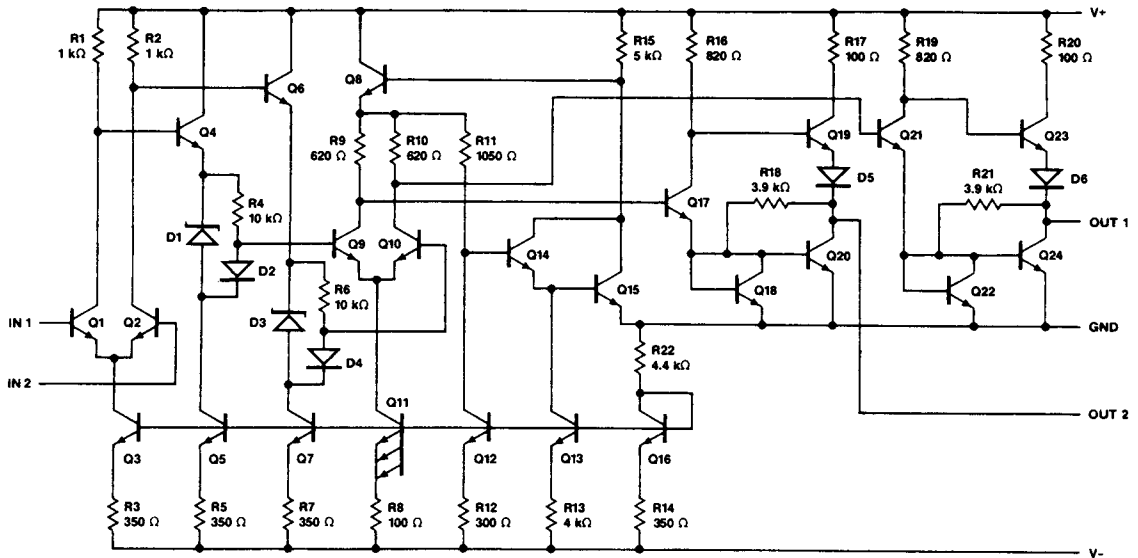 V+
R1
1 kΩ
R2
1 kΩ
R15
5 kΩ
R16
820 Ω
R17
100 Ω
R19
820 Ω
R20
100 Ω
Q8
Q6
Q4
R9
620 Ω
R10
620 Ω
R11
1050 Ω
Q19
Q21
Q23
D5
D6
R18
3.9 kΩ
R21
3.9 kΩ
R4
10 kΩ
Q17
OUT 1
D1
Q9
Q10
Q14
Q20
Q24
D2
R6
10 kΩ
Q15
Q18
Q22
IN 1
Q1
Q2
D3
GND
D4
R22
4.4 kΩ
IN 2
Q11
OUT 2
Q3
Q5
Q7
Q12
Q13
Q16
R3
350 Ω
R5
350 Ω
R7
350 Ω
R8
100 Ω
R12
300 Ω
R13
4 kΩ
R14
350 Ω
V-